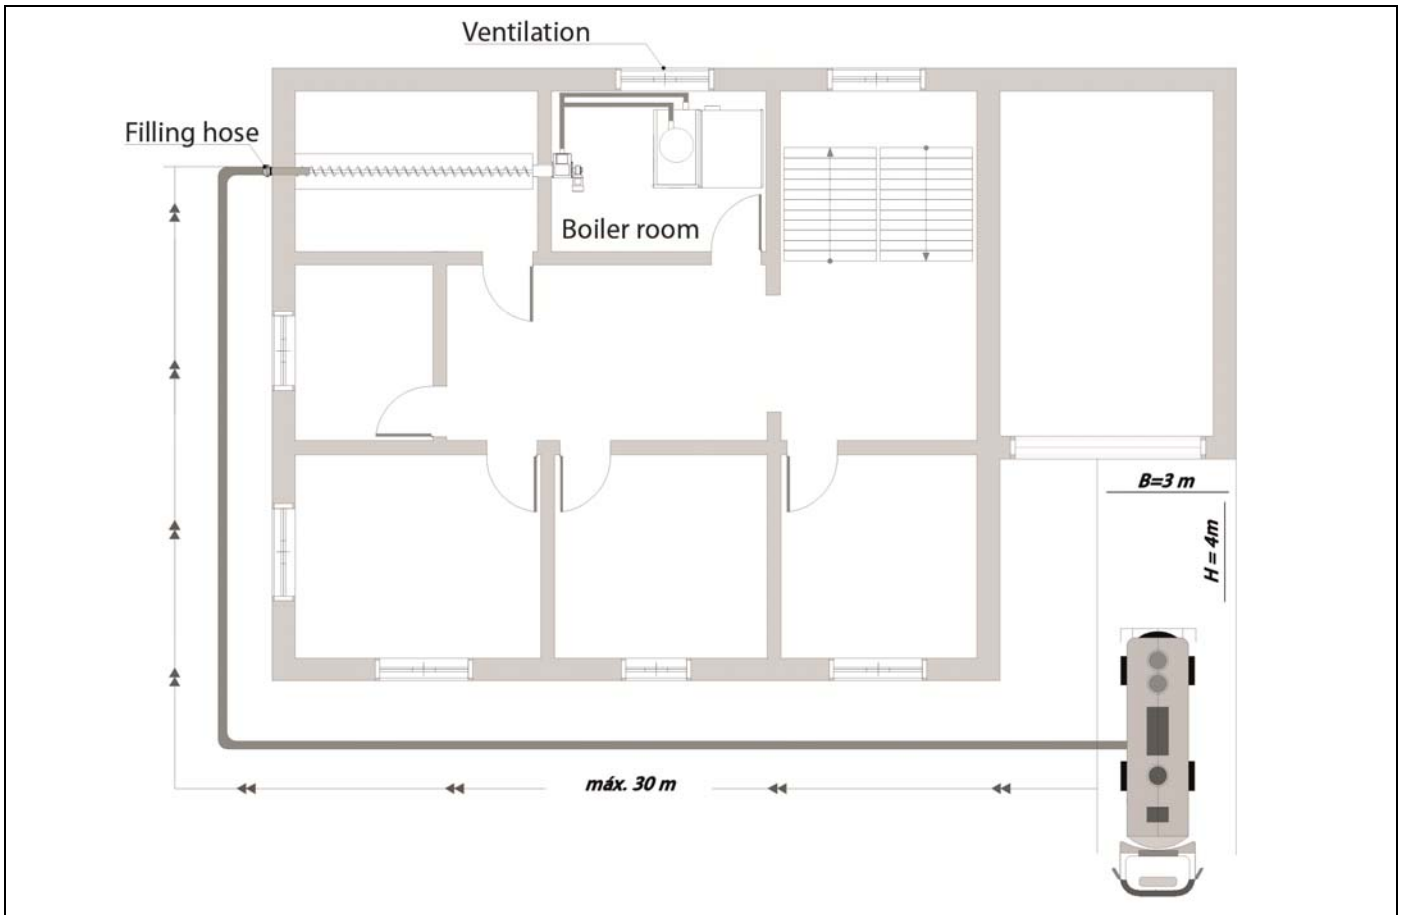 Ventilation
Filling hose
Boiler room
B=3 m
H = 4m
máx. 30 m